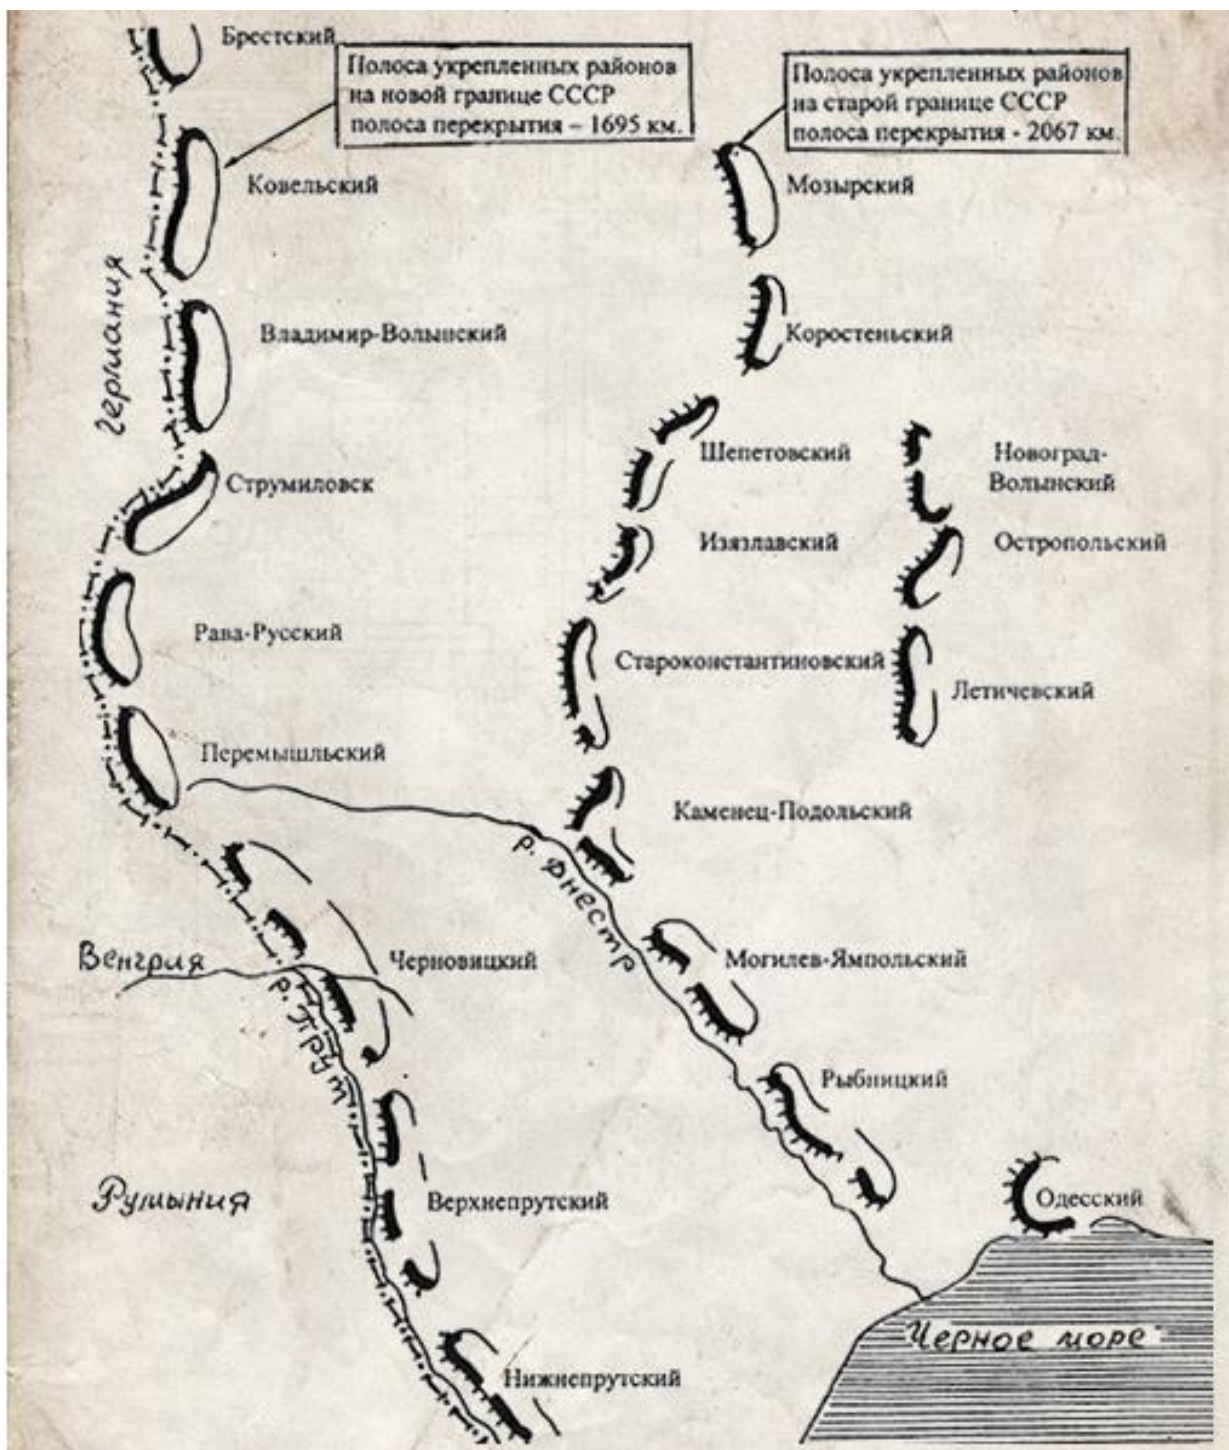 Брестский
Полоса укрепленных районов
на новой границе СССР
полоса перекрытия – 1695 км.
Полоса укрепленных районов
на старой границе СССР
полоса перекрытия - 2067 км.
Ковельский
Мозырский
Германия
Владимир-Волынский
Коростеньский
Струмиловск
Шепетовский
Новоград-
Волынский
Изязлавский
Остропольский
Рава-Русский
Староконстантиновский
Летичевский
Перемышльский
Каменец-Подольский
р. Днестр
Венгрия
Черновицкий
Могилев-Ямпольский
р. Прут
Рыбницкий
Румыния
Верхнепрутский
Одесский
Черное море
Нижнепрутский